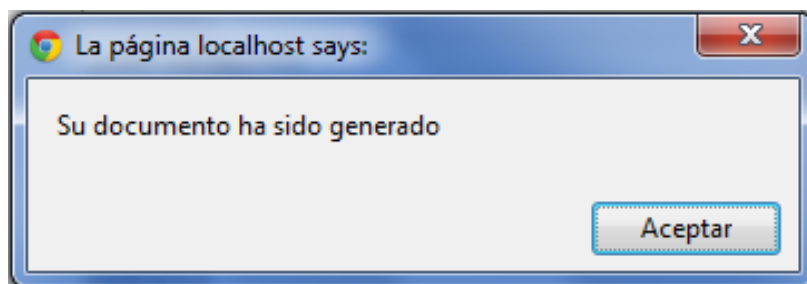 La página localhost says:
Su documento ha sido generado
Aceptar